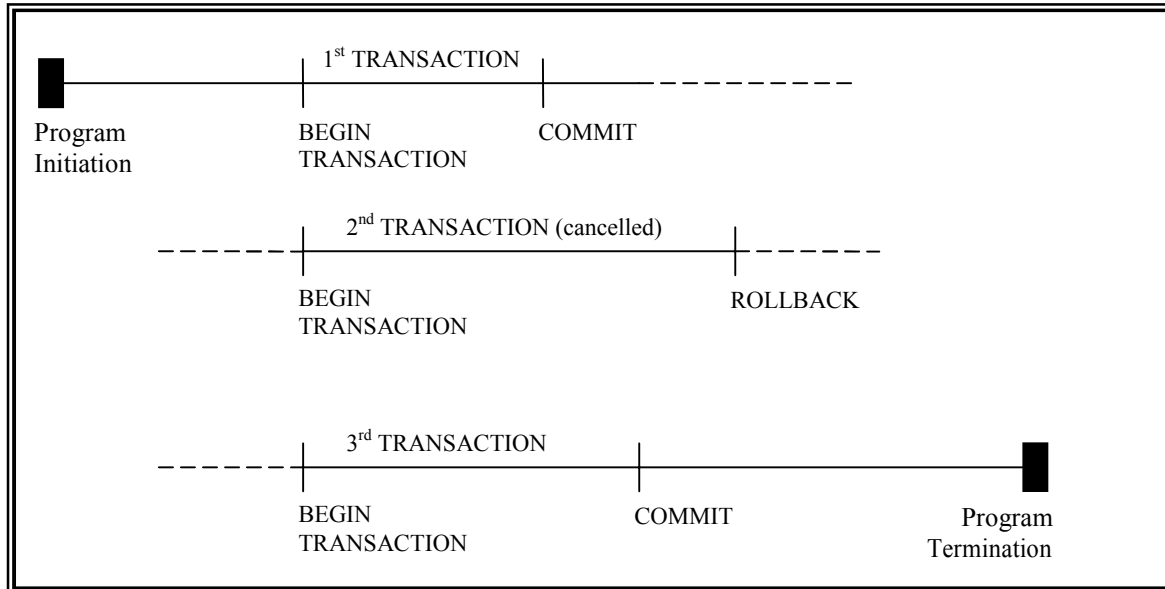 1st TRANSACTION
Program
Initiation
BEGIN
TRANSACTION
COMMIT
2nd TRANSACTION (cancelled)
BEGIN
TRANSACTION
ROLLBACK
3rd TRANSACTION
BEGIN
TRANSACTION
COMMIT
Program
Termination